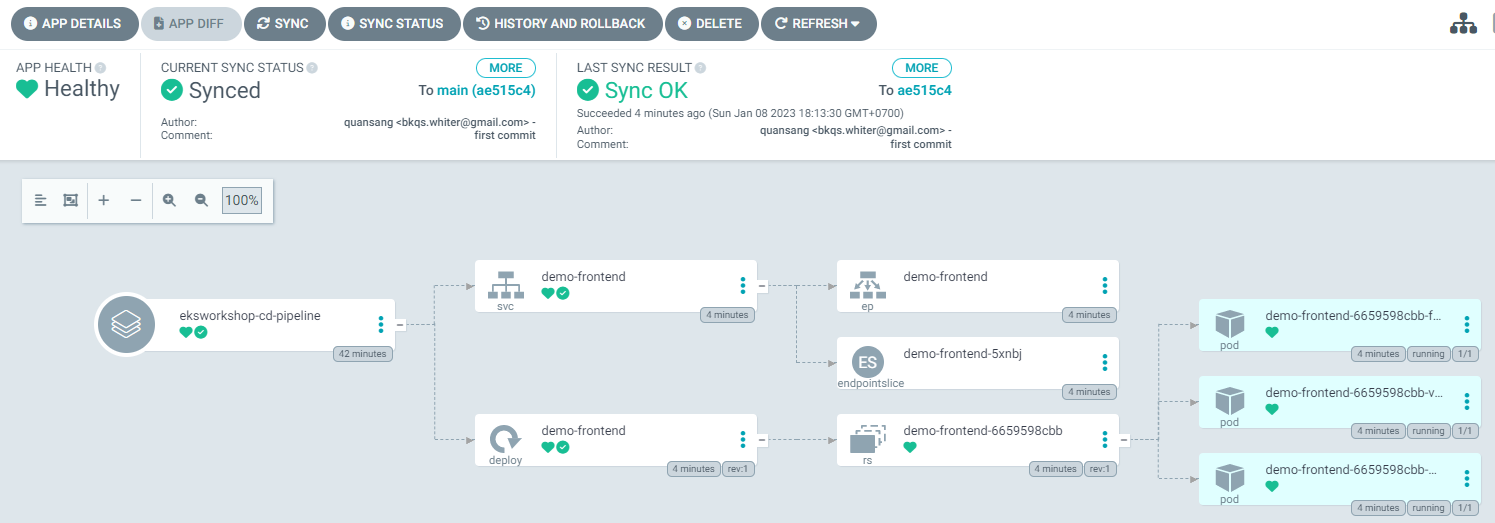 APP DETAILS APP DIFF SYNC SYNC STATUS HISTORY AND ROLLBACK DELETE REFRESH
APP HEALTH
Healthy
CURRENT SYNC STATUS MORE
Synced To main (ae515c4)
Author: quansang <bkqs.whiter@gmail.com> -
Comment: first commit
LAST SYNC RESULT MORE
Sync OK To ae515c4
Succeeded 4 minutes ago (Sun Jan 08 2023 18:13:30 GMT+0700)
Author: quansang <bkqs.whiter@gmail.com> -
Comment: first commit
100%
eksworkshop-cd-pipeline
42 minutes
demo-frontend
svc
4 minutes
demo-frontend
deploy
4 minutes rev:1
demo-frontend
ep
4 minutes
ES
demo-frontend-5xnbj
endpointslice
4 minutes
demo-frontend-6659598cbb
rs
4 minutes rev:1
demo-frontend-6659598cbb-f...
pod
4 minutes running 1/1
demo-frontend-6659598cbb-v...
pod
4 minutes running 1/1
demo-frontend-6659598cbb-...
pod
4 minutes running 1/1